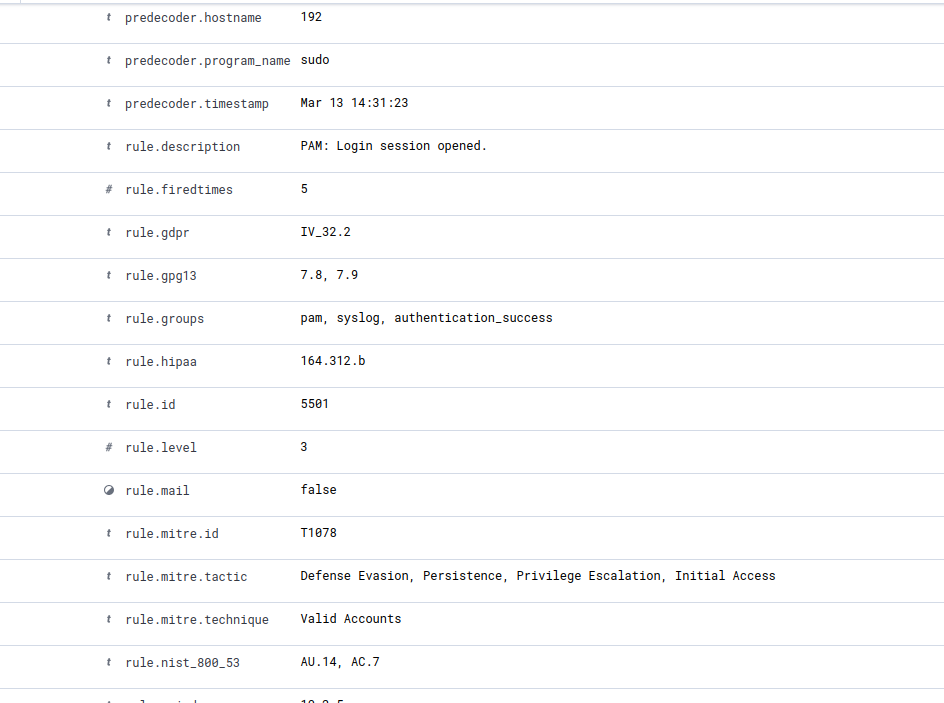 t predecoder.hostname 192
t predecoder.program_name sudo
t predecoder.timestamp Mar 13 14:31:23
t rule.description PAM: Login session opened.
# rule.firedtimes 5
t rule.gdpr IV_32.2
t rule.gpg13 7.8, 7.9
t rule.groups pam, syslog, authentication_success
t rule.hipaa 164.312.b
t rule.id 5501
# rule.level 3
rule.mail false
t rule.mitre.id T1078
t rule.mitre.tactic Defense Evasion, Persistence, Privilege Escalation, Initial Access
t rule.mitre.technique Valid Accounts
t rule.nist_800_53 AU.14, AC.7